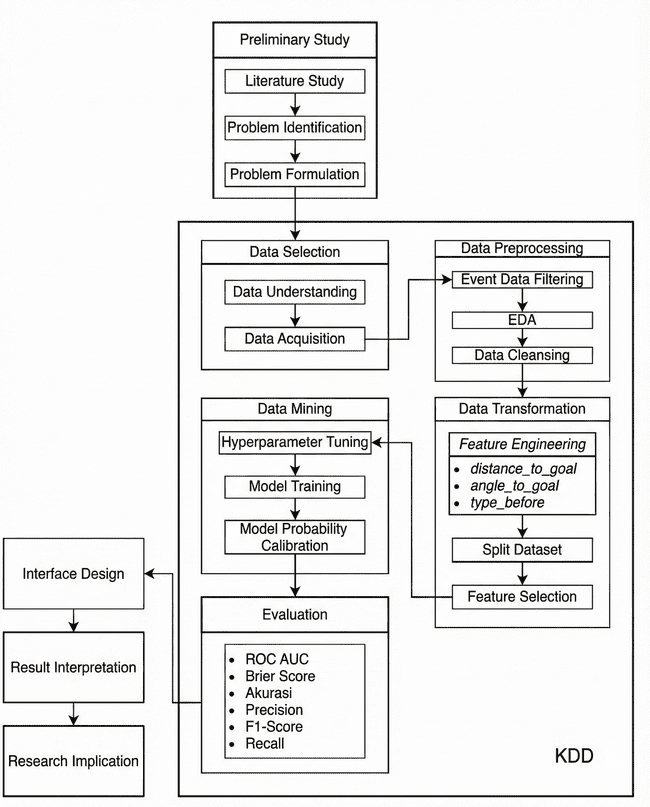 Preliminary Study
Literature Study
Problem Identification
Problem Formulation
Data Selection
Data Understanding
Data Acquisition
Data Preprocessing
Event Data Filtering
EDA
Data Cleansing
Data Transformation
Feature Engineering
• distance_to_goal
• angle_to_goal
• type_before
Split Dataset
Feature Selection
Data Mining
Hyperparameter Tuning
Model Training
Model Probability
Calibration
Evaluation
• ROC AUC
• Brier Score
• Akurasi
• Precision
• F1-Score
• Recall
KDD
Interface Design
Result Interpretation
Research Implication